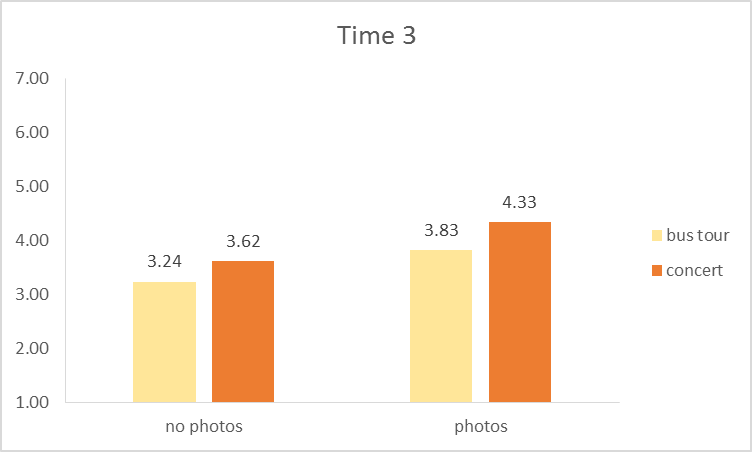 Time 3
7.00
6.00
5.00
4.00
3.00
2.00
1.00
3.24
3.62
3.83
4.33
no photos
photos
bus tour
concert